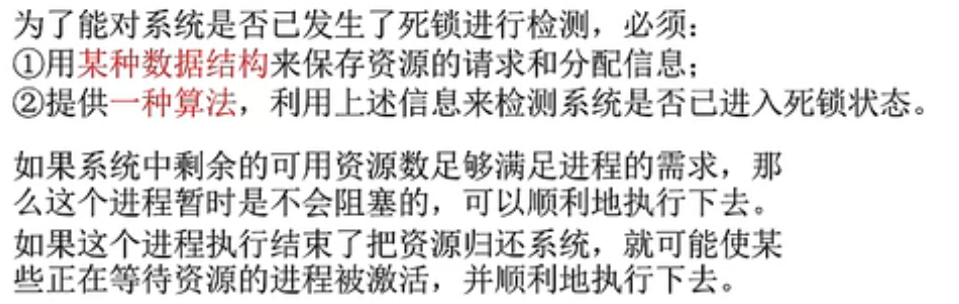 为了能对系统是否已发生了死锁进行检测，必须：
①用某种数据结构来保存资源的请求和分配信息；
②提供一种算法，利用上述信息来检测系统是否已进入死锁状态。
如果系统中剩余的可用资源数足够满足进程的需求，那
么这个进程暂时是不会阻塞的，可以顺利地执行下去。
如果这个进程执行结束了把资源归还系统，就可能使某
些正在等待资源的进程被激活，并顺利地执行下去。